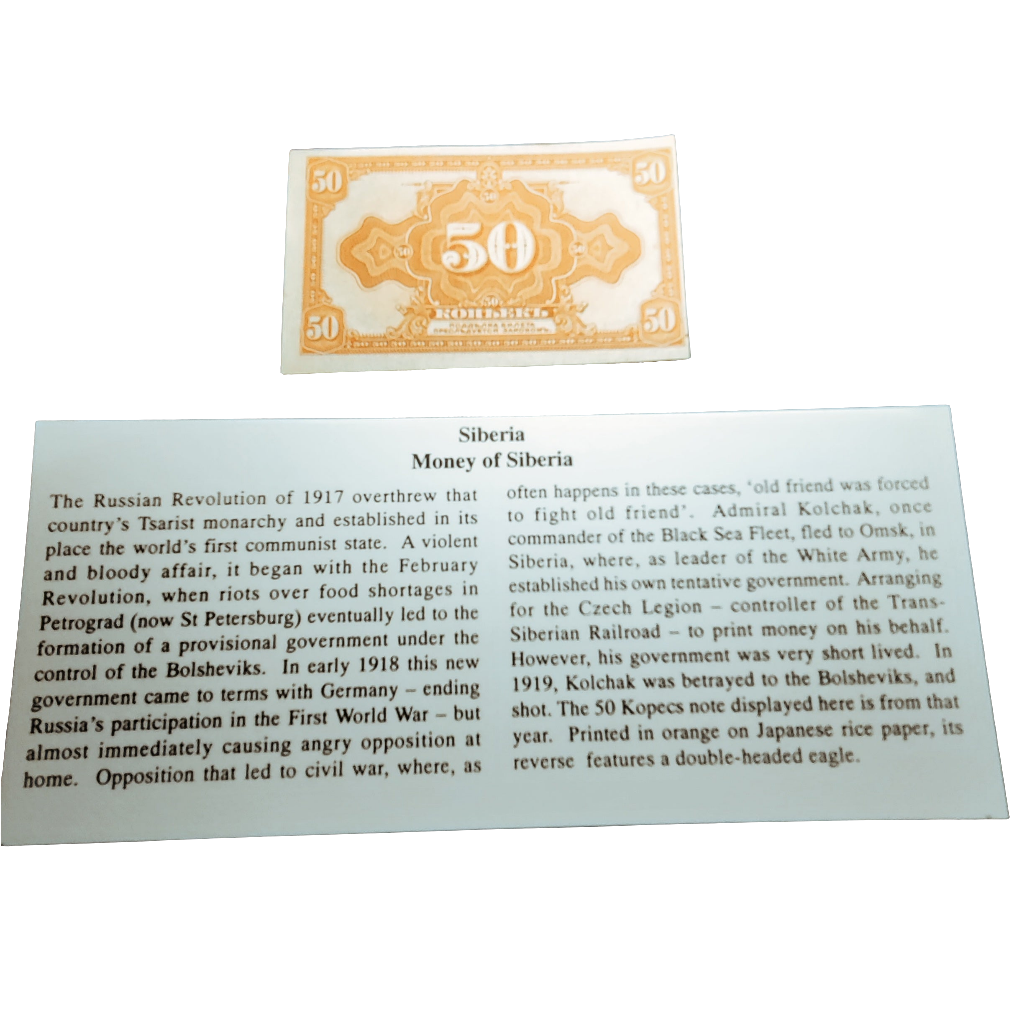 50
50
50
50
50
50
50
КОПѢЕКЪ
ПОДДѢЛКА БИЛЕТА
ПРЕСЛѢДУЕТСЯ ЗАКОНОМЪ
50
50
Siberia
Money of Siberia
The Russian Revolution of 1917 overthrew that
country's Tsarist monarchy and established in its
place the world's first communist state. A violent
and bloody affair, it began with the February
Revolution, when riots over food shortages in
Petrograd (now St Petersburg) eventually led to the
formation of a provisional government under the
control of the Bolsheviks. In early 1918 this new
government came to terms with Germany – ending
Russia's participation in the First World War – but
almost immediately causing angry opposition at
home. Opposition that led to civil war, where, as
often happens in these cases, 'old friend was forced
to fight old friend'. Admiral Kolchak, once
commander of the Black Sea Fleet, fled to Omsk, in
Siberia, where, as leader of the White Army, he
established his own tentative government. Arranging
for the Czech Legion – controller of the Trans-
Siberian Railroad – to print money on his behalf.
However, his government was very short lived. In
1919, Kolchak was betrayed to the Bolsheviks, and
shot. The 50 Kopecs note displayed here is from that
year. Printed in orange on Japanese rice paper, its
reverse features a double-headed eagle.